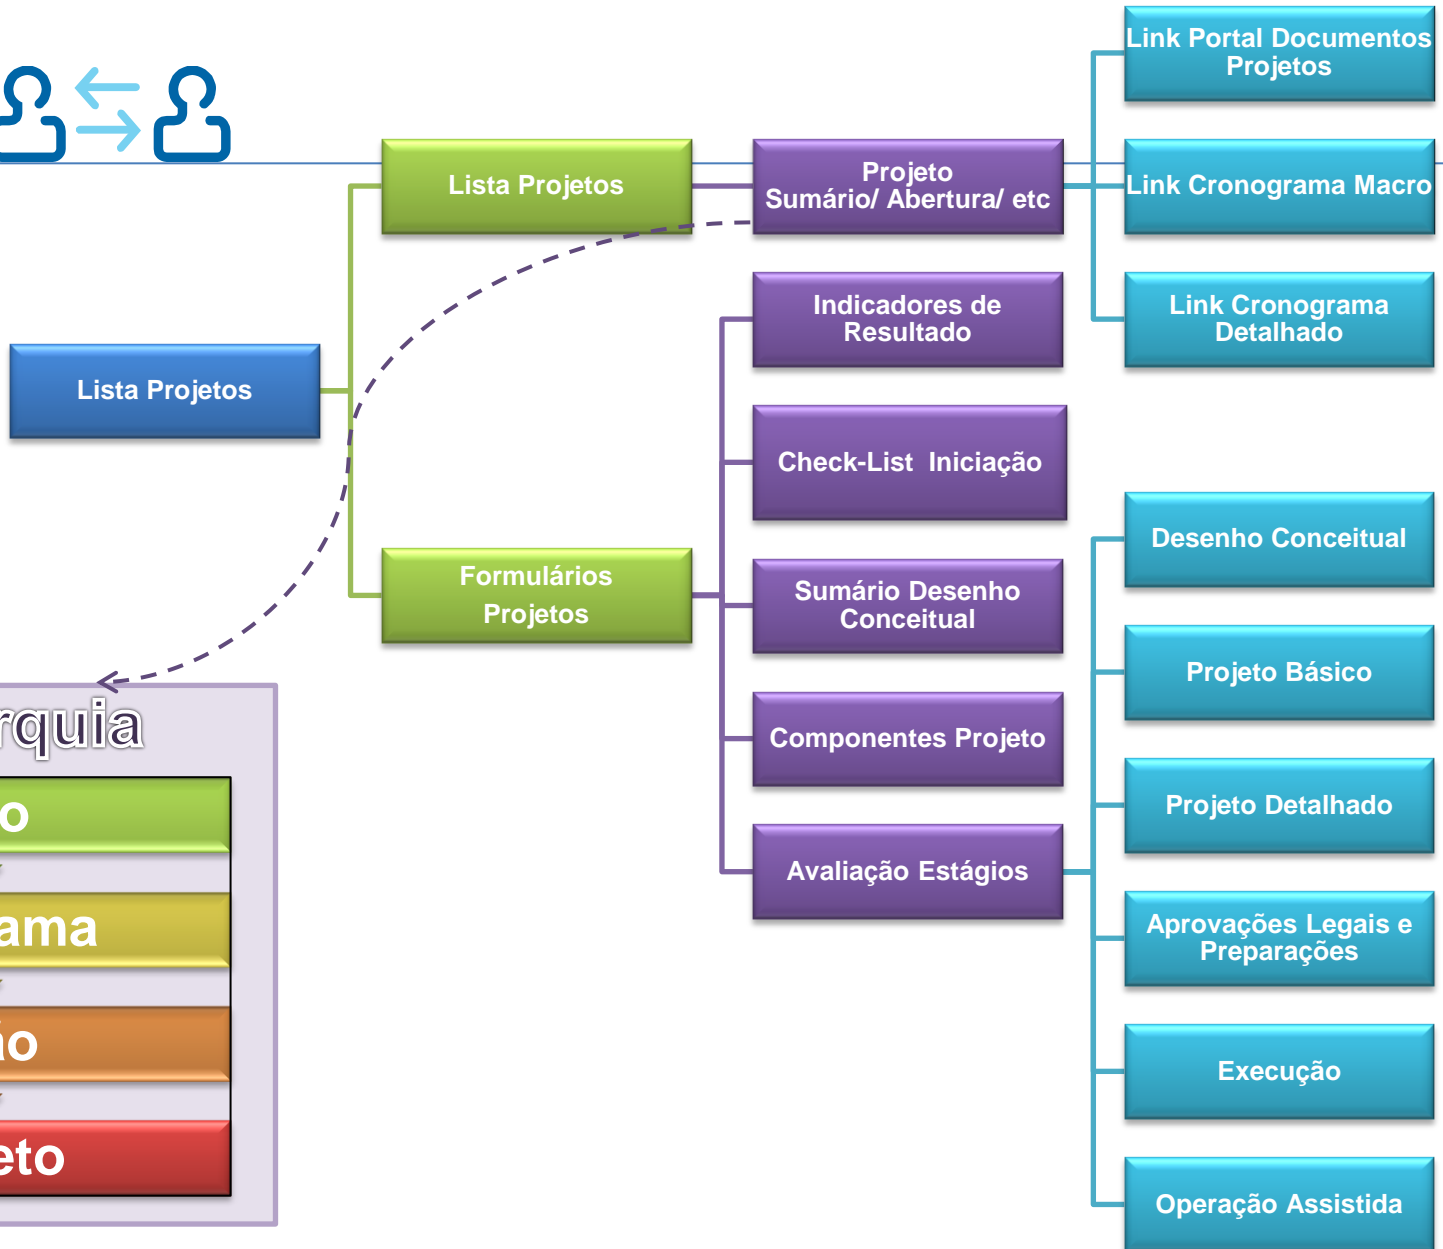 Link Portal Documentos
Projetos
Lista Projetos
Projeto
Sumário/ Abertura/ etc
Link Cronograma Macro
Indicadores de
Resultado
Link Cronograma
Detalhado
Lista Projetos
Check-List Iniciação
Desenho Conceitual
Formulários
Projetos
Sumário Desenho
Conceitual
Projeto Básico
rquia
Componentes Projeto
Projeto Detalhado
o
Avaliação Estágios
ama
Aprovações Legais e
Preparações
ão
Execução
eto
Operação Assistida